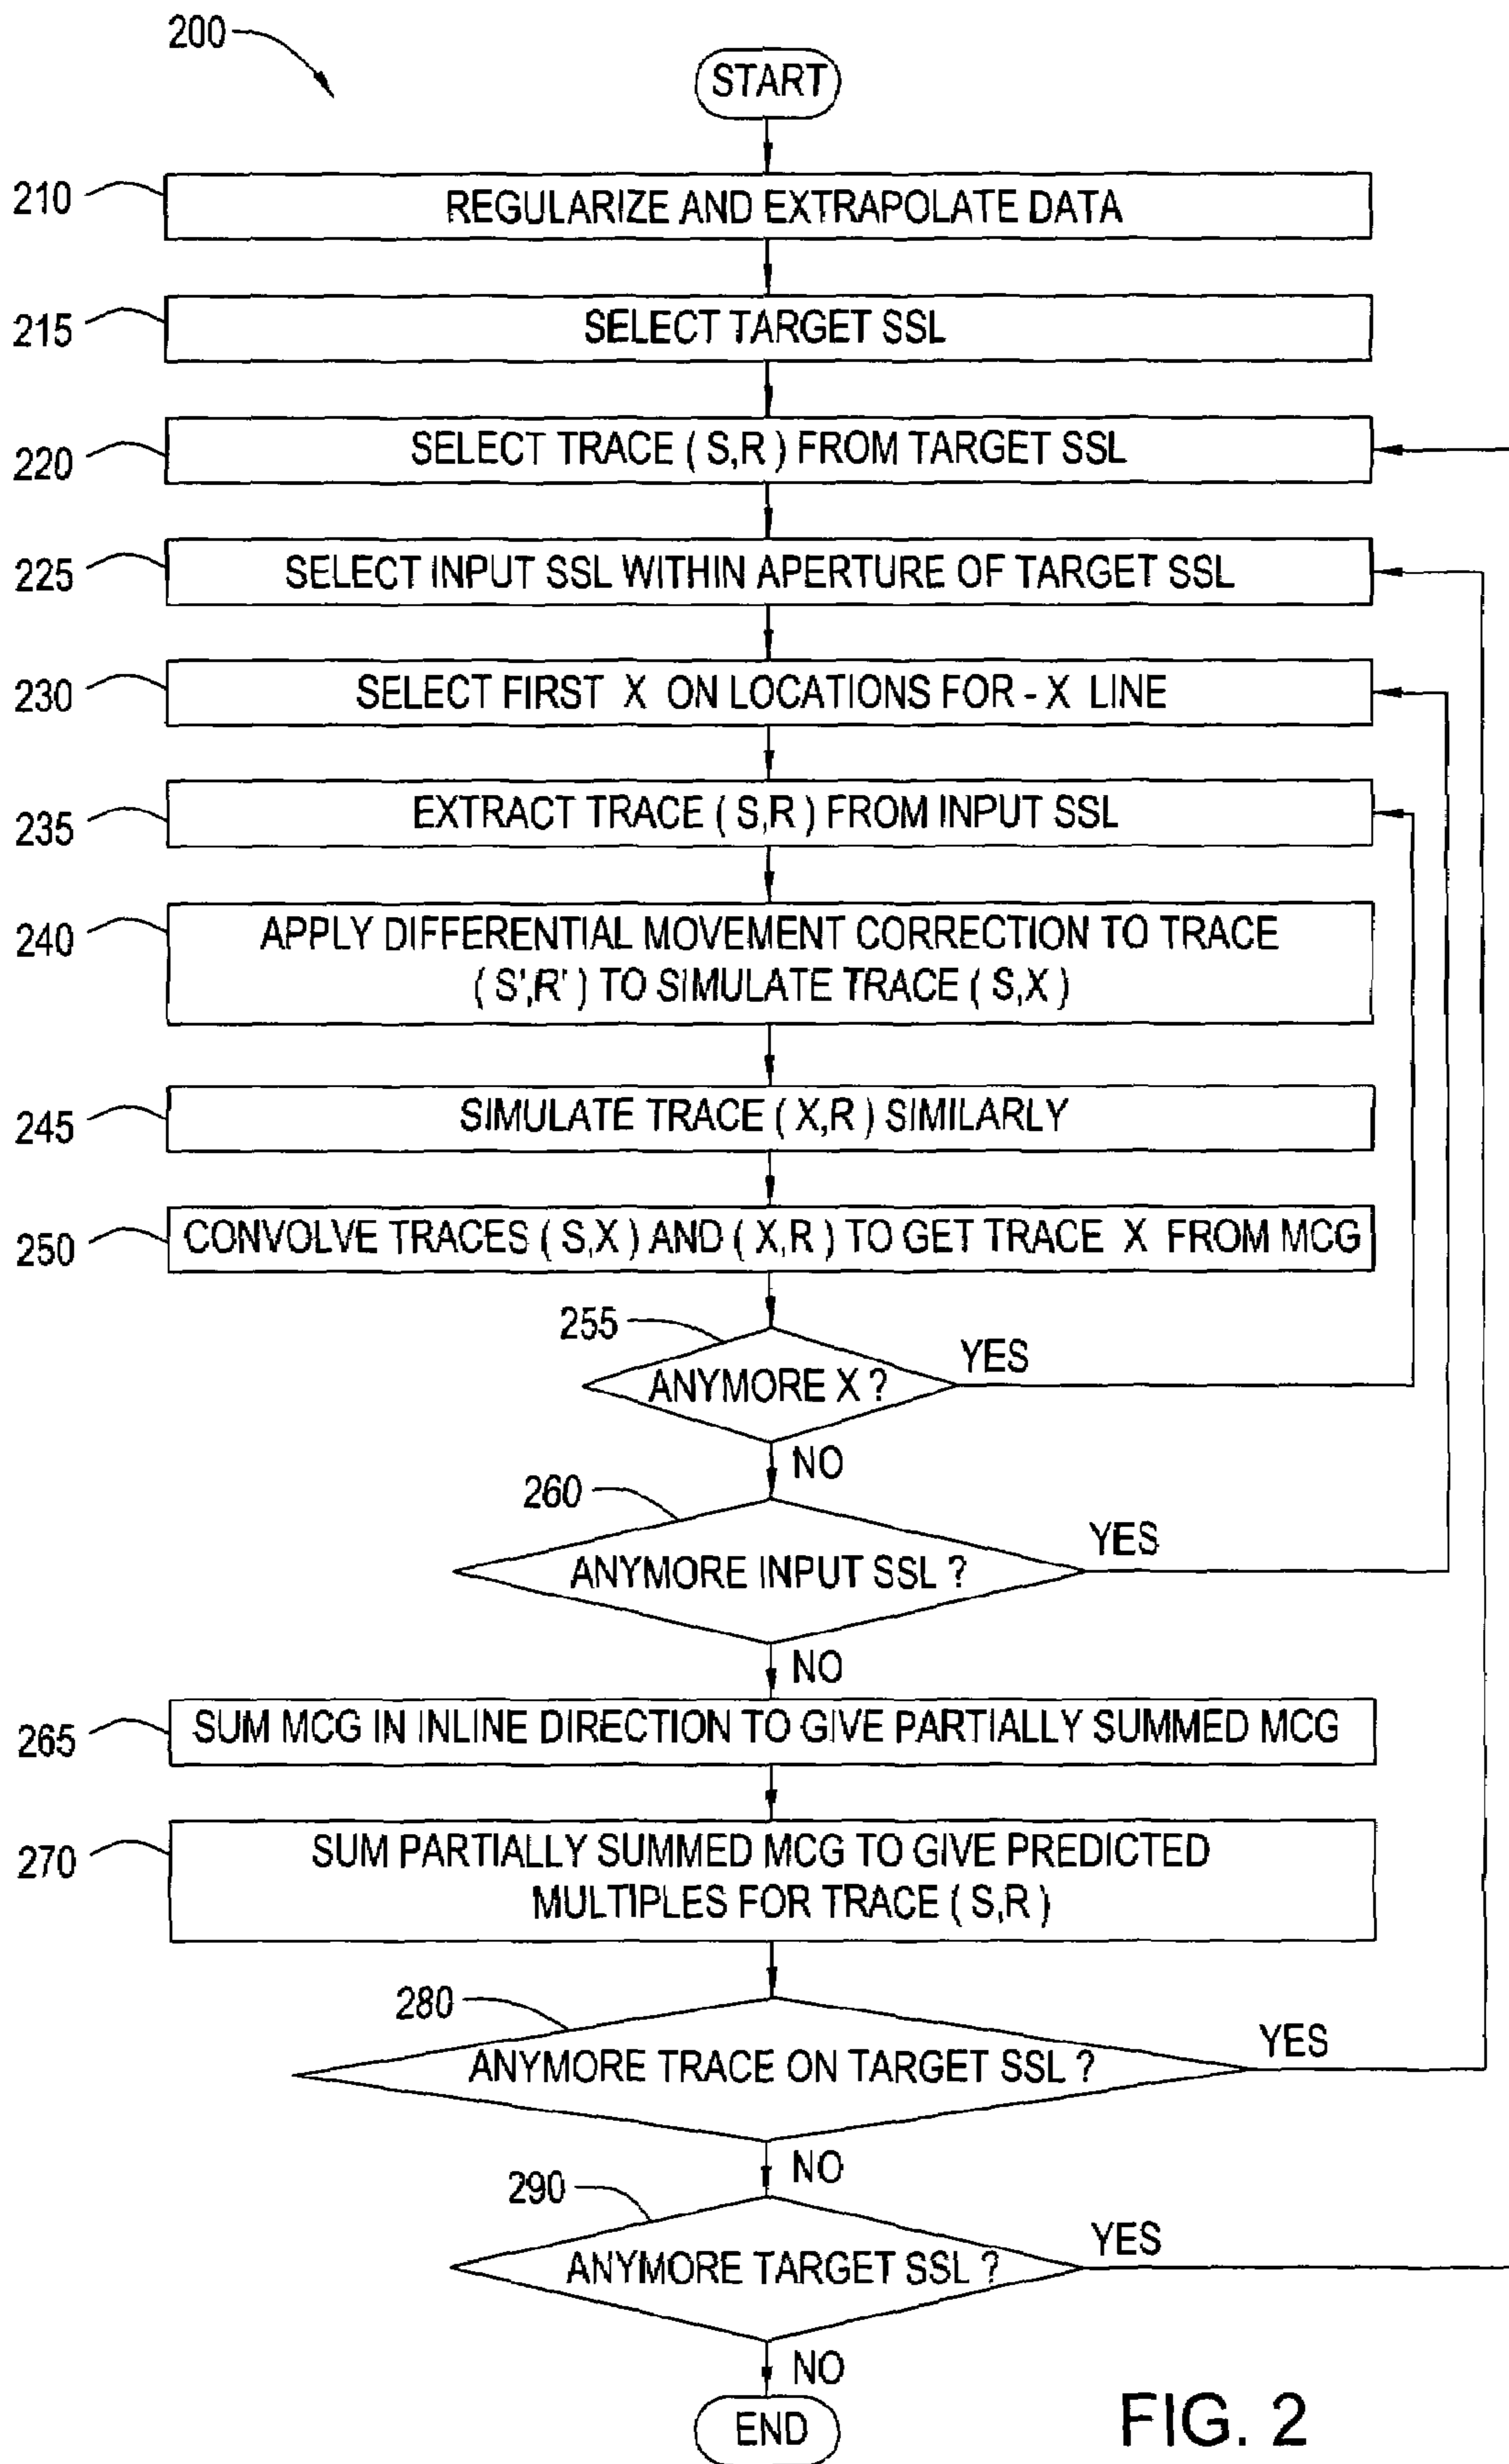 200
START
210
REGULARIZE AND EXTRAPOLATE DATA
215
SELECT TARGET SSL
220
SELECT TRACE ( S,R ) FROM TARGET SSL
225
SELECT INPUT SSL WITHIN APERTURE OF TARGET SSL
230
SELECT FIRST X ON LOCATIONS FOR - X LINE
235
EXTRACT TRACE ( S,R ) FROM INPUT SSL
240
APPLY DIFFERENTIAL MOVEMENT CORRECTION TO TRACE
( S',R' ) TO SIMULATE TRACE ( S,X )
245
SIMULATE TRACE ( X,R ) SIMILARLY
250
CONVOLVE TRACES ( S,X ) AND ( X,R ) TO GET TRACE X FROM MCG
255
ANYMORE X ?
YES
NO
260
ANYMORE INPUT SSL ?
YES
NO
265
SUM MCG IN INLINE DIRECTION TO GIVE PARTIALLY SUMMED MCG
270
SUM PARTIALLY SUMMED MCG TO GIVE PREDICTED
MULTIPLES FOR TRACE ( S,R )
280
ANYMORE TRACE ON TARGET SSL ?
YES
NO
290
ANYMORE TARGET SSL ?
YES
NO
END
FIG. 2